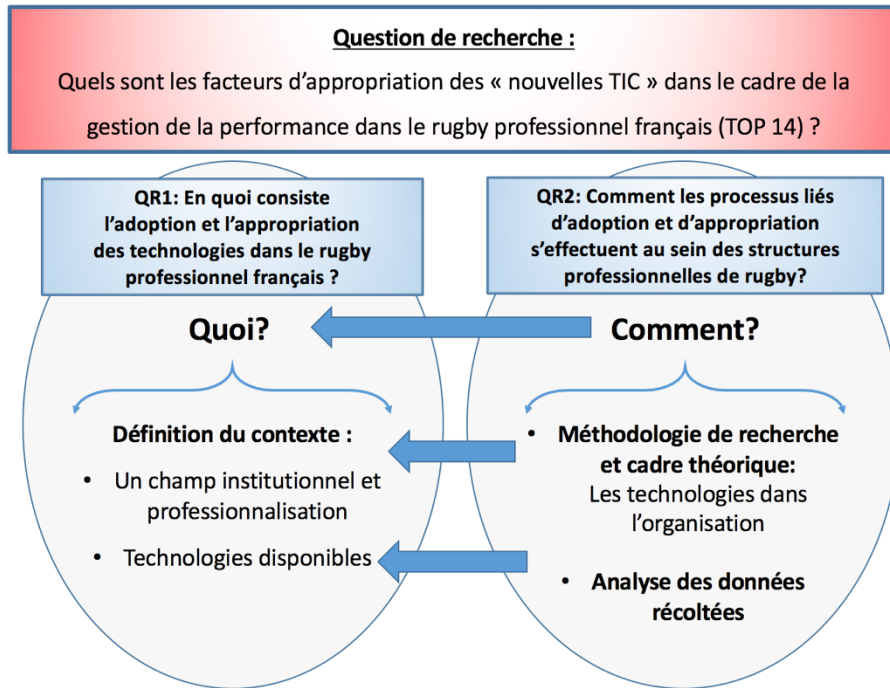 Question de recherche :
Quels sont les facteurs d’appropriation des « nouvelles TIC » dans le cadre de la
gestion de la performance dans le rugby professionnel français (TOP 14) ?
QR1: En quoi consiste
l’adoption et l’appropriation
des technologies dans le rugby
professionnel français ?
Quoi?
Définition du contexte :
• Un champ institutionnel et
professionnalisation
• Technologies disponibles
QR2: Comment les processus liés
d’adoption et d’appropriation
s’effectuent au sein des structures
professionnelles de rugby?
Comment?
• Méthodologie de recherche
et cadre théorique:
Les technologies dans
l’organisation
• Analyse des données
récoltées